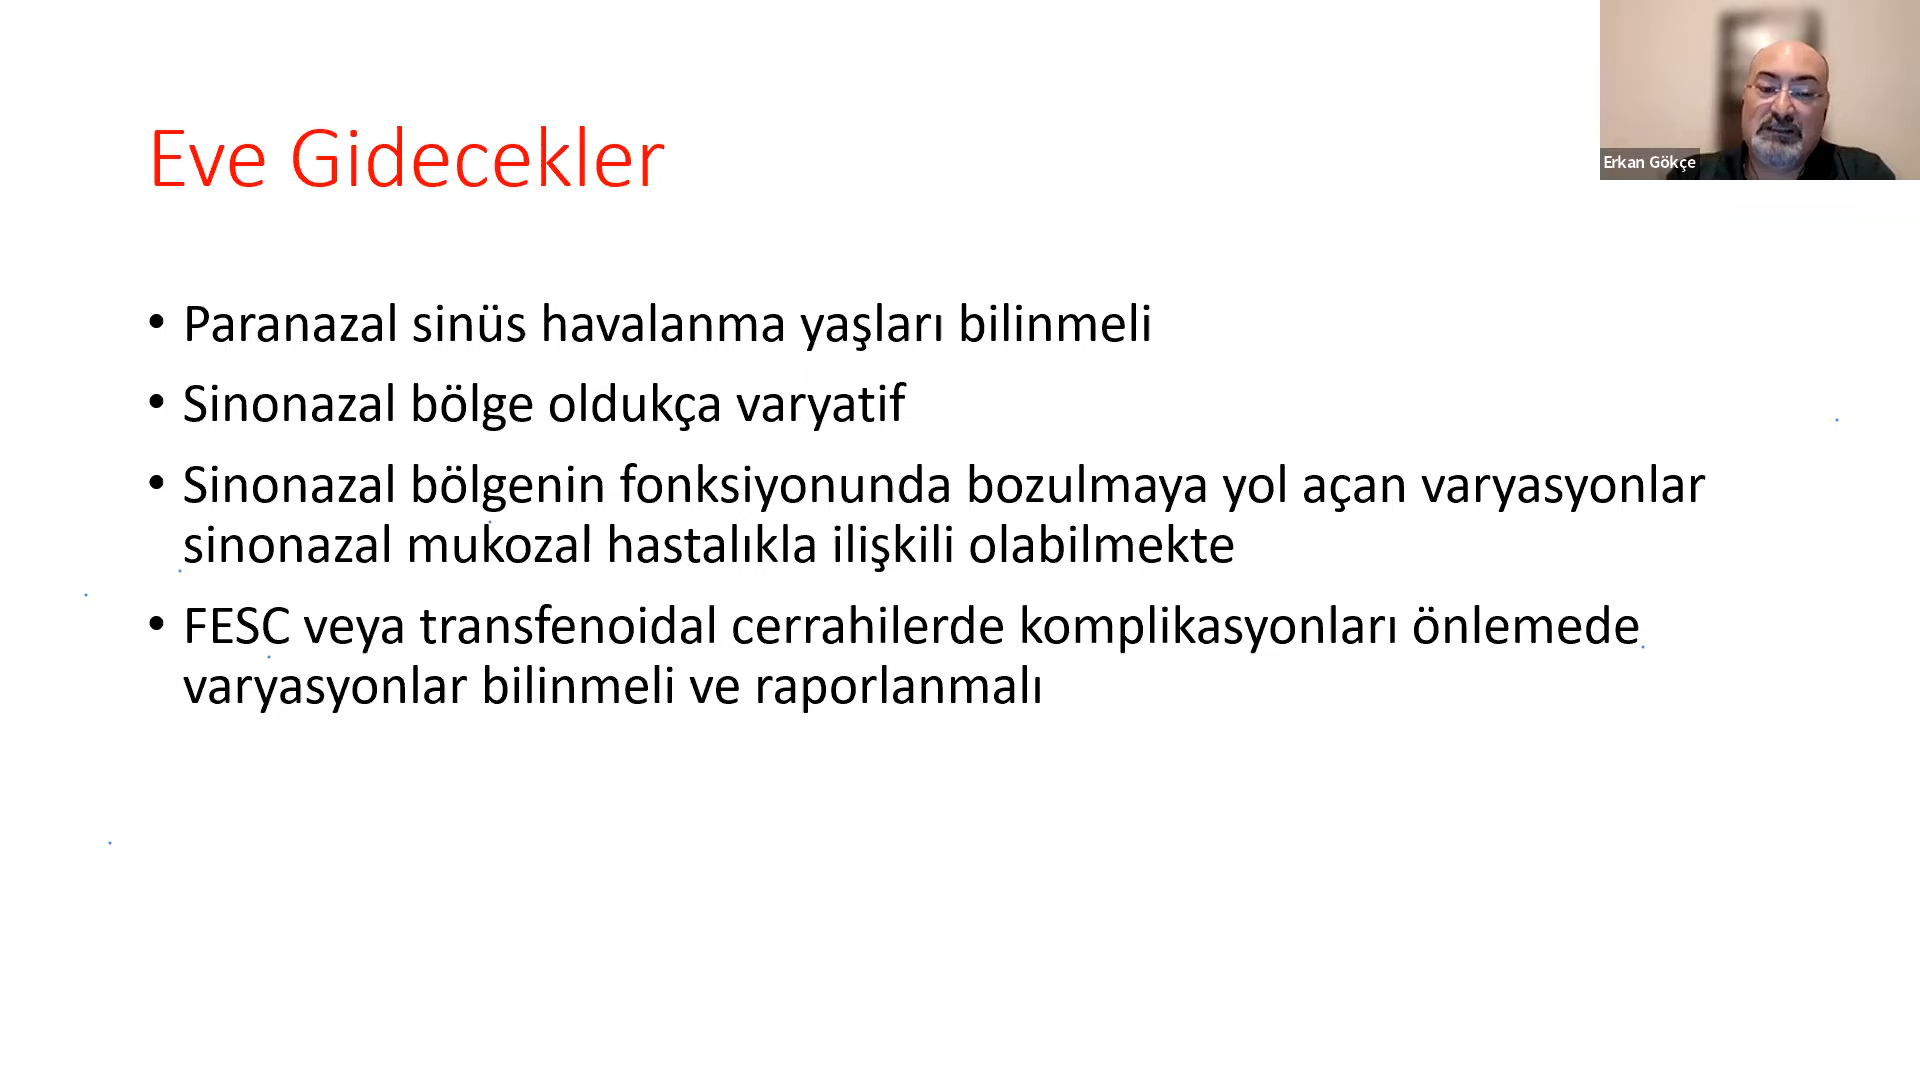 Eve Gidecekler
Erkan Gökçe
• Paranazal sinüs havalanma yaşları bilinmeli
• Sinonazal bölge oldukça varyatif
• Sinonazal bölgenin fonksiyonunda bozulmaya yol açan varyasyonlar
sinonazal mukozal hastalıkla ilişkili olabilmekte
• FESC veya transfenoidal cerrahilerde komplikasyonları önlemede
varyasyonlar bilinmeli ve raporlanmalı